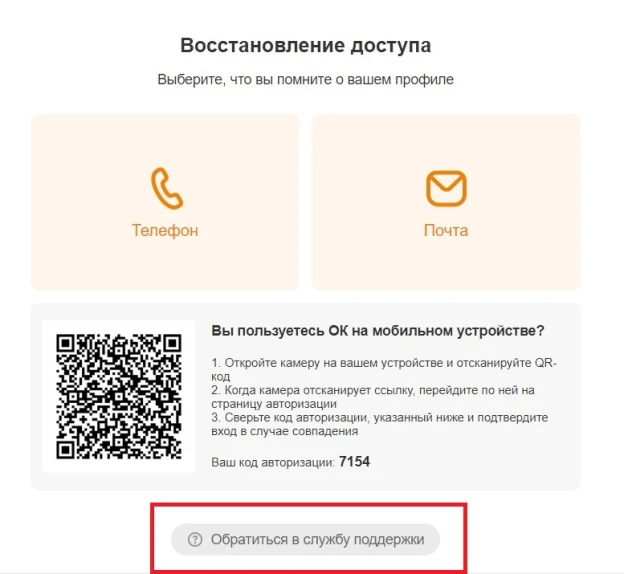 Восстановление доступа
Выберите, что вы помните о вашем профиле
Телефон
Почта
Вы пользуетесь ОК на мобильном устройстве?
1. Откройте камеру на вашем устройстве и отсканируйте QR-
код
2. Когда камера отсканирует ссылку, перейдите по ней на
страницу авторизации
3. Сверьте код авторизации, указанный ниже и подтвердите
вход в случае совпадения
Ваш код авторизации: 7154
Обратиться в службу поддержки